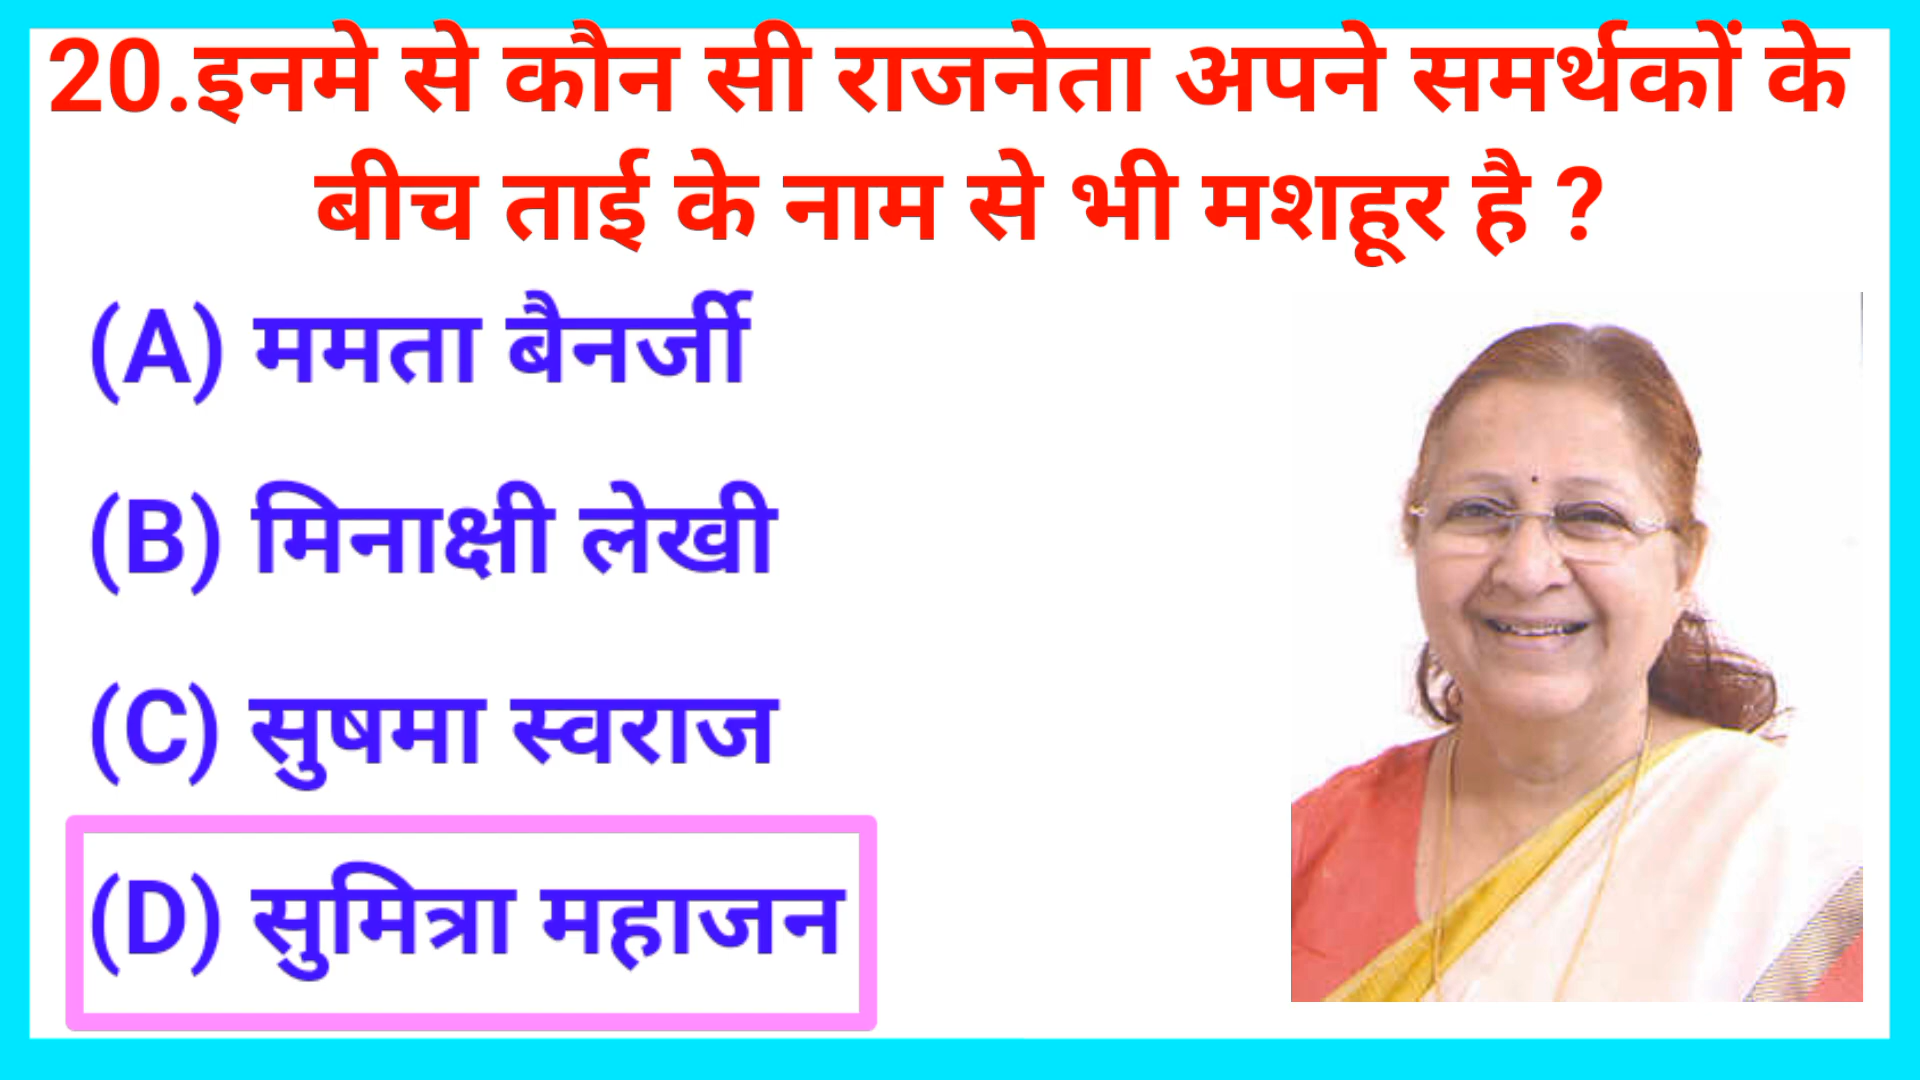 20.इनमे से कौन सी राजनेता अपने समर्थकों के
बीच ताई के नाम से भी मशहूर है ?
(A) ममता बैनर्जी
(B) मिनाक्षी लेखी
(C) सुषमा स्वराज
(D) सुमित्रा महाजन